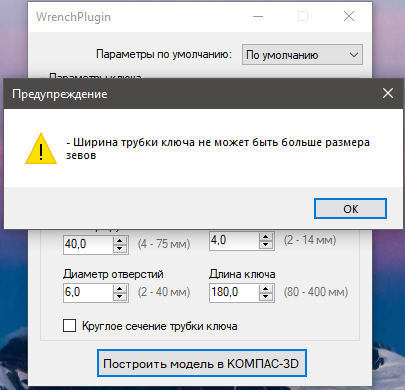 WrenchPlugin
Параметры по умолчанию: По умолчанию
Предупреждение
- Ширина трубки ключа не может быть больше размера
зевов
OK
40,0 (4 - 75 мм) 4,0 (2 - 14 мм)
Диаметр отверстий Длина ключа
6,0 (2 - 40 мм) 180,0 (80 - 400 мм)
Круглое сечение трубки ключа
Построить модель в КОМПАС-3D